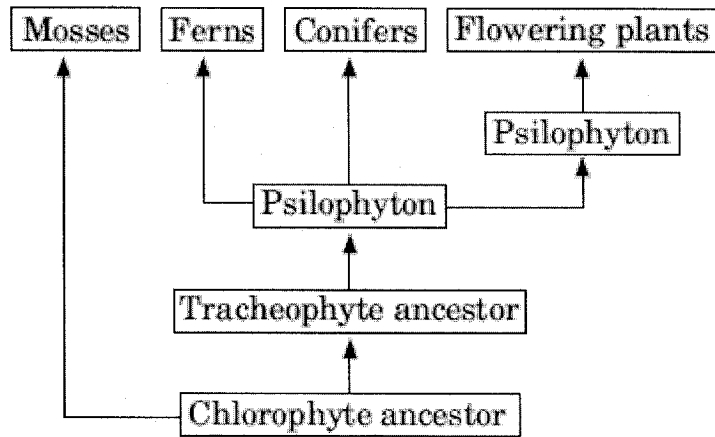 Mosses
Ferns
Conifers
Flowering plants
Psilophyton
Psilophyton
Tracheophyte ancestor
Chlorophyte ancestor